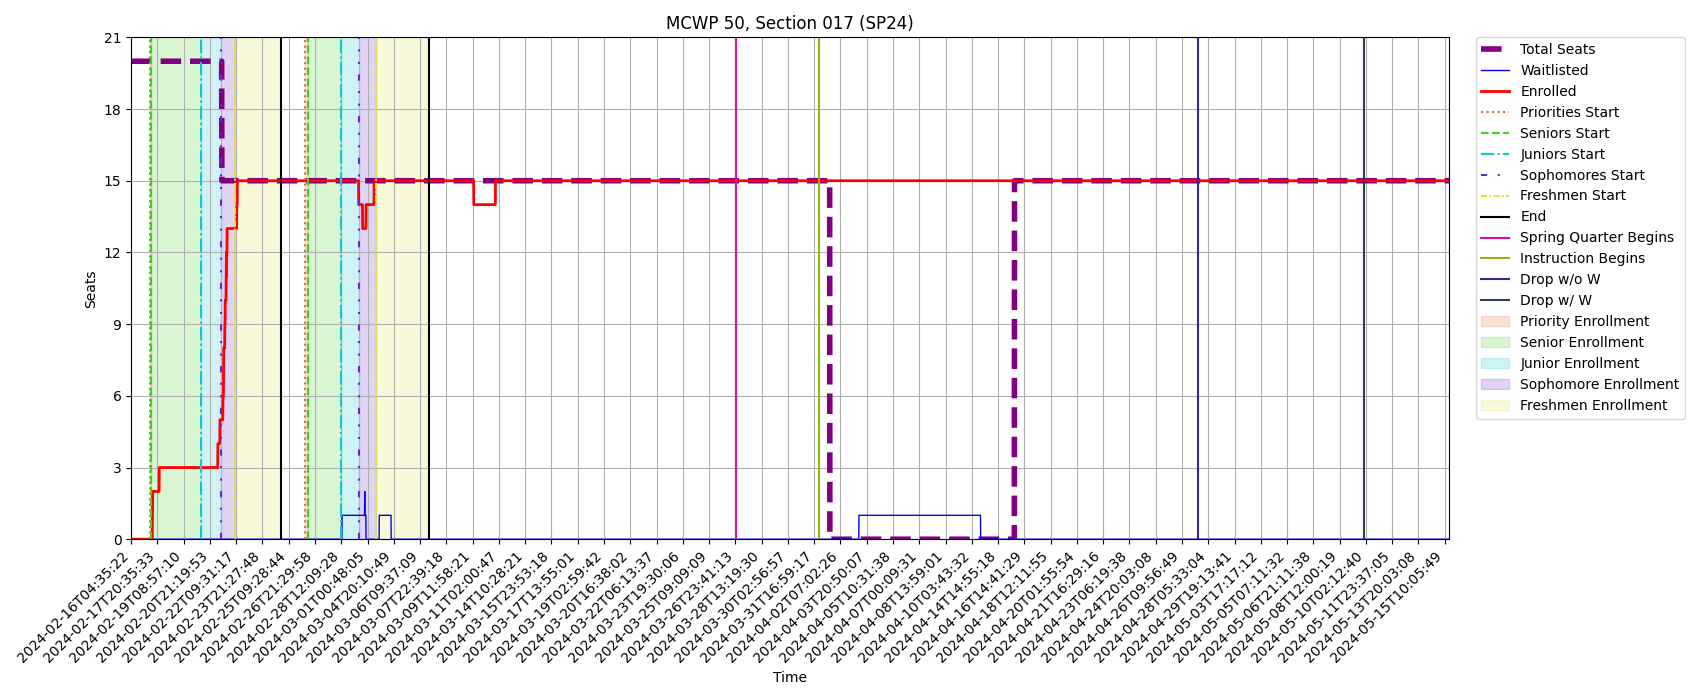 MCWP 50, Section 017 (SP24)
21
18
15
12
9
6
3
0
Seats
2024-02-16T04:35:22
2024-02-17T20:35:33
2024-02-19T08:57:10
2024-02-20T21:19:53
2024-02-22T09:31:17
2024-02-23T21:27:48
2024-02-25T09:28:44
2024-02-26T21:29:58
2024-02-28T12:09:28
2024-03-01T00:48:05
2024-03-04T20:10:49
2024-03-06T09:37:09
2024-03-07T22:39:18
2024-03-09T11:58:21
2024-03-11T02:00:47
2024-03-14T10:28:21
2024-03-15T23:53:18
2024-03-17T13:55:01
2024-03-19T02:59:42
2024-03-20T16:38:02
2024-03-22T06:13:37
2024-03-23T19:30:06
2024-03-25T09:09:09
2024-03-26T23:41:13
2024-03-28T13:19:30
2024-03-30T02:56:57
2024-03-31T16:59:17
2024-04-02T07:02:26
2024-04-03T20:50:07
2024-04-05T10:31:38
2024-04-07T00:09:31
2024-04-08T13:59:01
2024-04-10T03:43:32
2024-04-14T14:55:18
2024-04-16T14:41:29
2024-04-18T12:11:55
2024-04-20T01:55:54
2024-04-21T16:29:16
2024-04-23T06:19:38
2024-04-24T20:03:08
2024-04-26T09:56:49
2024-04-28T05:33:04
2024-04-29T19:13:41
2024-05-03T17:17:12
2024-05-05T07:11:32
2024-05-06T21:11:38
2024-05-08T12:00:19
2024-05-10T02:12:40
2024-05-11T23:37:05
2024-05-13T20:03:08
2024-05-15T10:05:49
Time
Total Seats
Waitlisted
Enrolled
Priorities Start
Seniors Start
Juniors Start
Sophomores Start
Freshmen Start
End
Spring Quarter Begins
Instruction Begins
Drop w/o W
Drop w/ W
Priority Enrollment
Senior Enrollment
Junior Enrollment
Sophomore Enrollment
Freshmen Enrollment